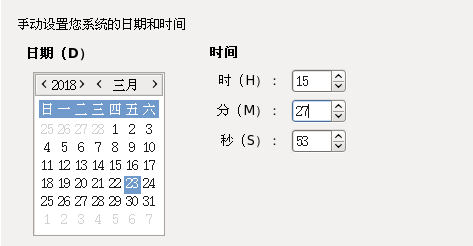 手动设置您系统的日期和时间
日期（D）
< 2018 > < 三月 >
日 一 二 三 四 五 六
25 26 27 28 1 2 3
4 5 6 7 8 9 10
11 12 13 14 15 16 17
18 19 20 21 22 23 24
25 26 27 28 29 30 31
1 2 3 4 5 6 7
时间
时（H）： 15
分（M）： 27
秒（S）： 53